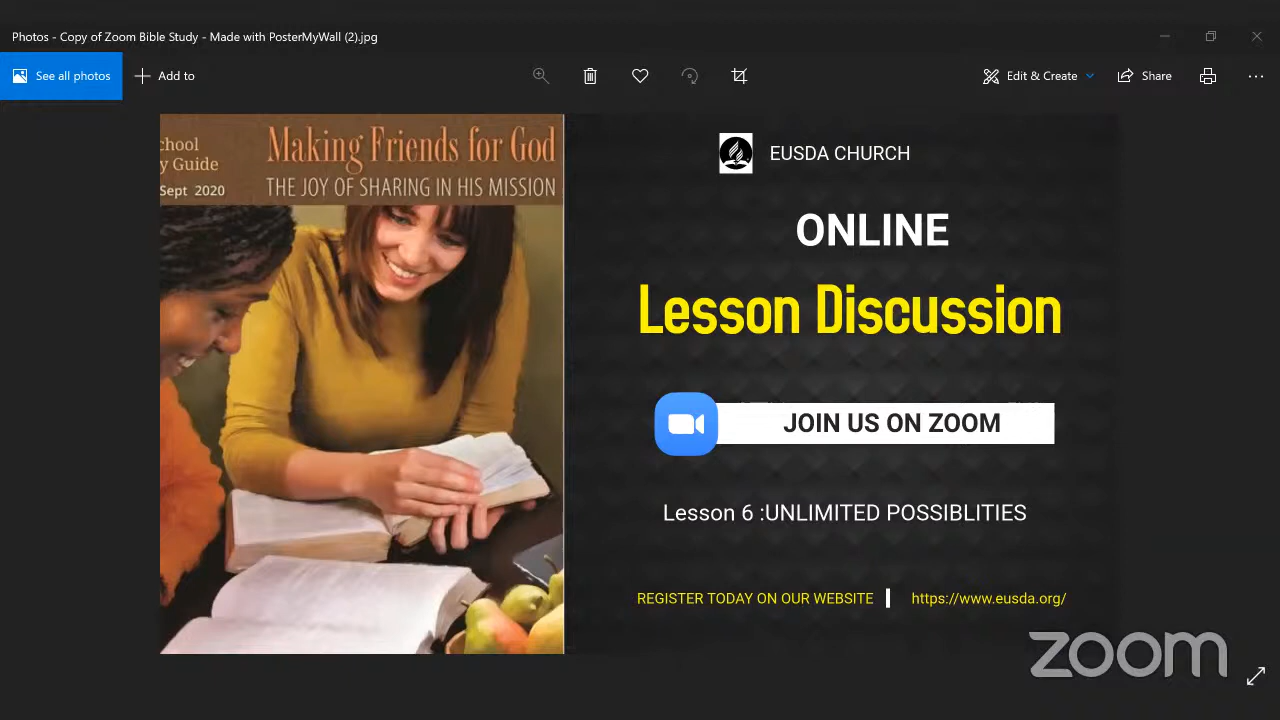 Photos - Copy of Zoom Bible Study - Made with PosterMyWall (2).jpg
See all photos
Add to
Edit & Create
Share
chool
y Guide
Sept 2020
Making Friends for God
THE JOY OF SHARING IN HIS MISSION
EUSDA CHURCH
ONLINE
Lesson Discussion
JOIN US ON ZOOM
Lesson 6 :UNLIMITED POSSIBLITIES
REGISTER TODAY ON OUR WEBSITE
https://www.eusda.org/
zoom